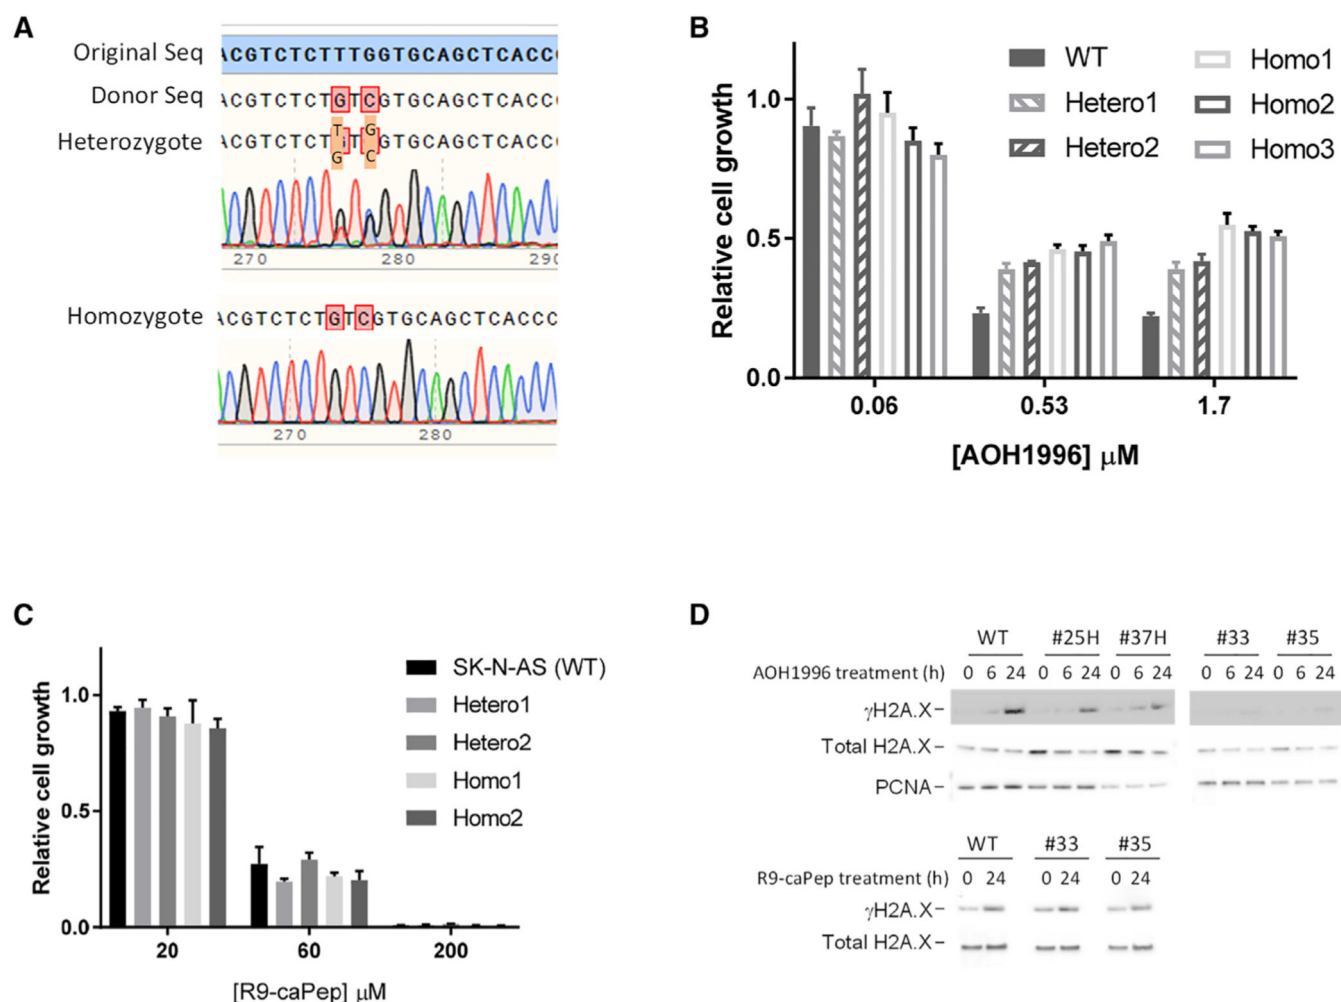 A
Original Seq
ACGTCTCTTTGGTGCAGCTCACC
Donor Seq
ACGTCTCTGTCGTGCAGCTCACC
T G
Heterozygote
ACGTCTCT TC GTGCAGCTCACC
G C
270 280 290
Homozygote
ACGTCTCTGTCGTGCAGCTCACCC
270 280
B
Relative cell growth
1.0
0.5
0.0
WT
Hetero1
Hetero2
Homo1
Homo2
Homo3
0.06 0.53 1.7
[AOH1996] μM
C
Relative cell growth
1.0
0.5
0.0
SK-N-AS (WT)
Hetero1
Hetero2
Homo1
Homo2
20 60 200
[R9-caPep] μM
D
WT #25H #37H #33 #35
AOH1996 treatment (h) 0 6 24 0 6 24 0 6 24 0 6 24 0 6 24
γH2A.X
Total H2A.X
PCNA
WT #33 #35
R9-caPep treatment (h) 0 24 0 24 0 24
γH2A.X
Total H2A.X